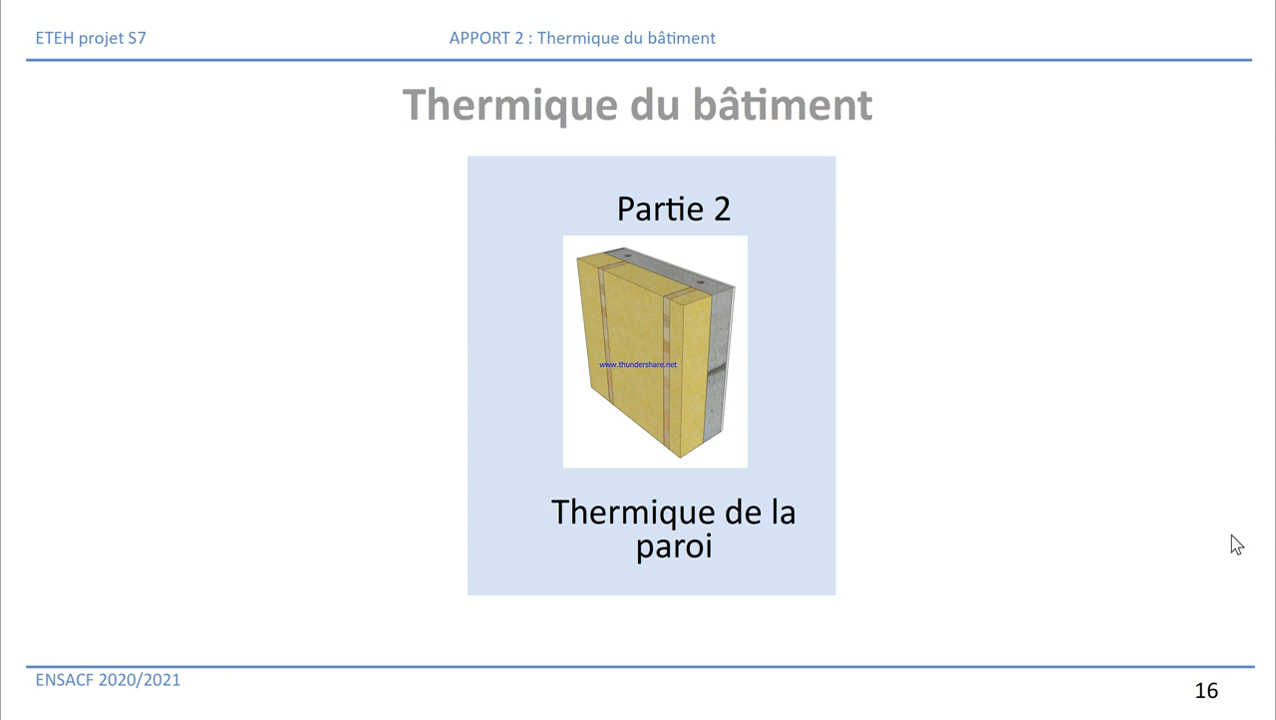 ETEH projet S7
APPORT 2 : Thermique du bâtiment
Thermique du bâtiment
Partie 2
www.thundershare.net
Thermique de la
paroi
ENSACF 2020/2021
16